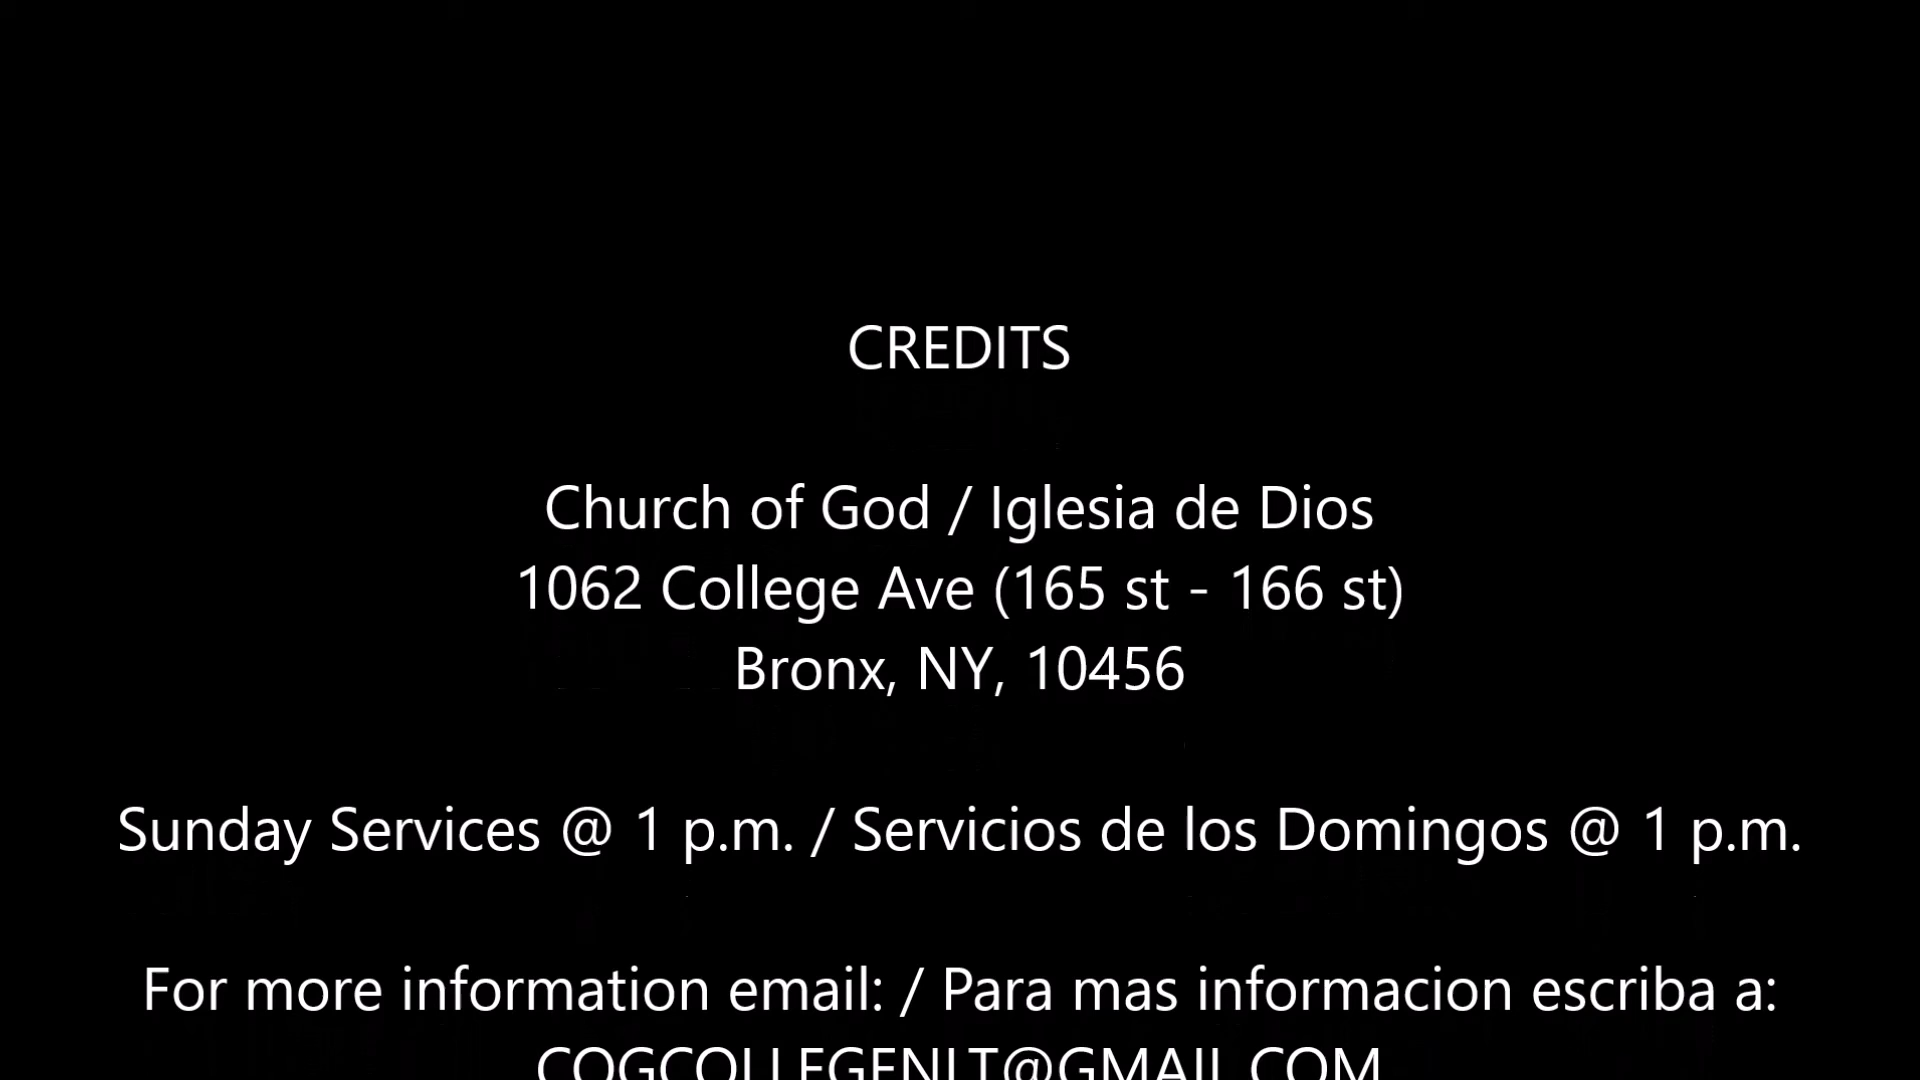 CREDITS
Church of God / Iglesia de Dios
1062 College Ave (165 st - 166 st)
Bronx, NY, 10456
Sunday Services @ 1 p.m. / Servicios de los Domingos @ 1 p.m.
For more information email: / Para mas informacion escriba a:
COGCOLLEGENLT@GMAIL.COM